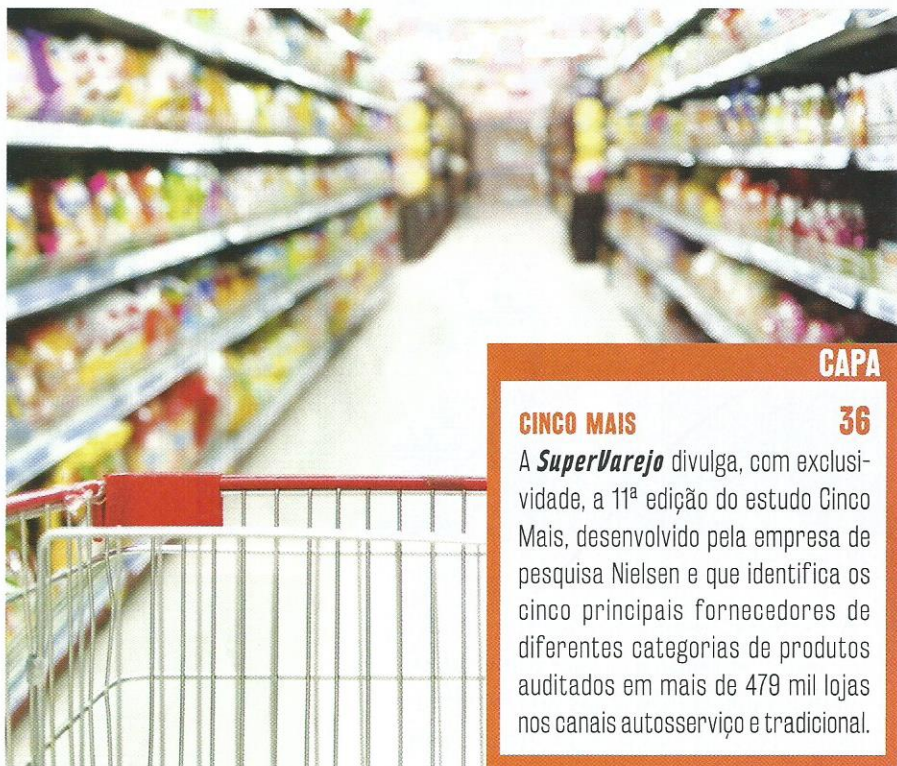 CAPA
CINCO MAIS 36
A SuperVarejo divulga, com exclusi-
vidade, a 11ª edição do estudo Cinco
Mais, desenvolvido pela empresa de
pesquisa Nielsen e que identifica os
cinco principais fornecedores de
diferentes categorias de produtos
auditados em mais de 479 mil lojas
nos canais autosserviço e tradicional.